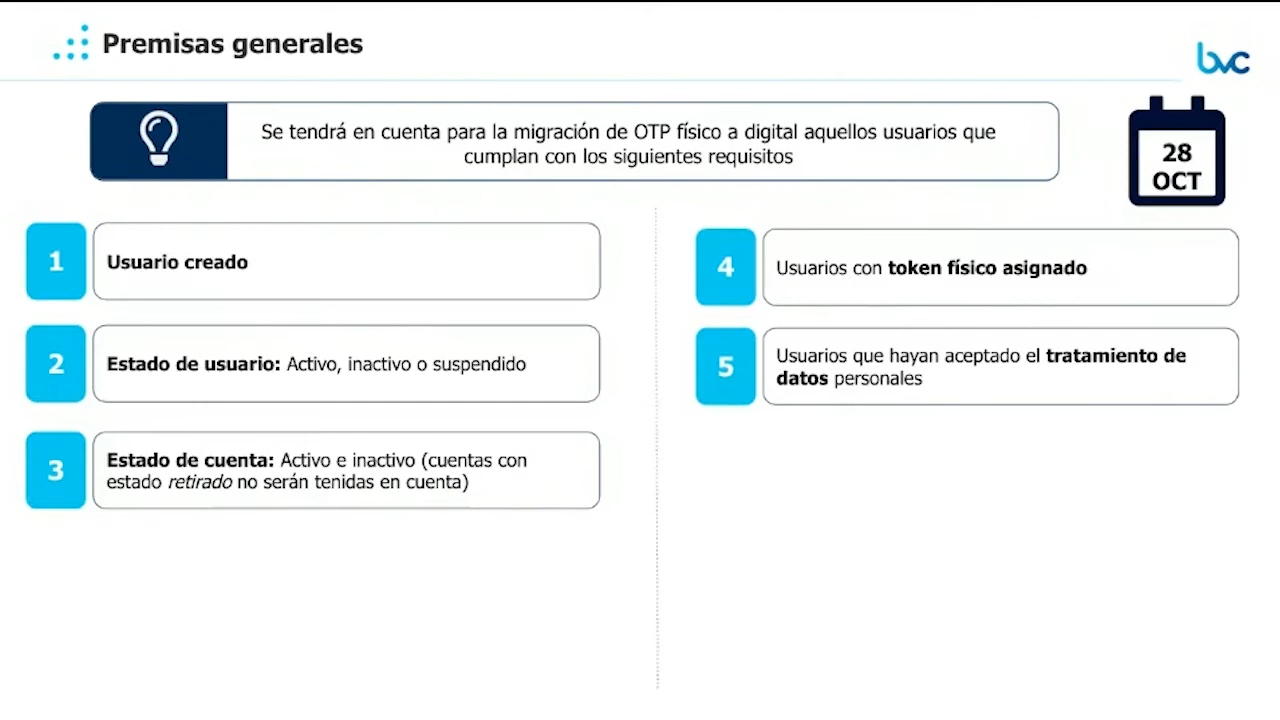 Premisas generales
bvc
Se tendrá en cuenta para la migración de OTP físico a digital aquellos usuarios que
cumplan con los siguientes requisitos
28
OCT
1
Usuario creado
2
Estado de usuario: Activo, inactivo o suspendido
3
Estado de cuenta: Activo e inactivo (cuentas con
estado retirado no serán tenidas en cuenta)
4
Usuarios con token físico asignado
5
Usuarios que hayan aceptado el tratamiento de
datos personales